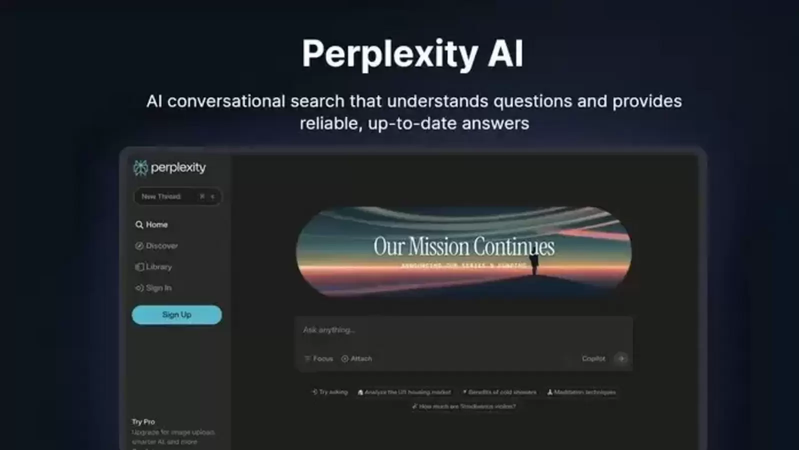 Perplexity AI
AI conversational search that understands questions and provides
reliable, up-to-date answers
perplexity
New Thread
Home
Discover
Library
Sign In
Sign Up
Try Pro
Upgrade for image upload,
smarter AI, and more
Our Mission Continues
ANNOUNCING OUR SERIES B FUNDING
Ask anything...
Focus
Attach
Copilot
Try asking
Analyze the US housing market
Benefits of cold showers
Meditation techniques
How much are